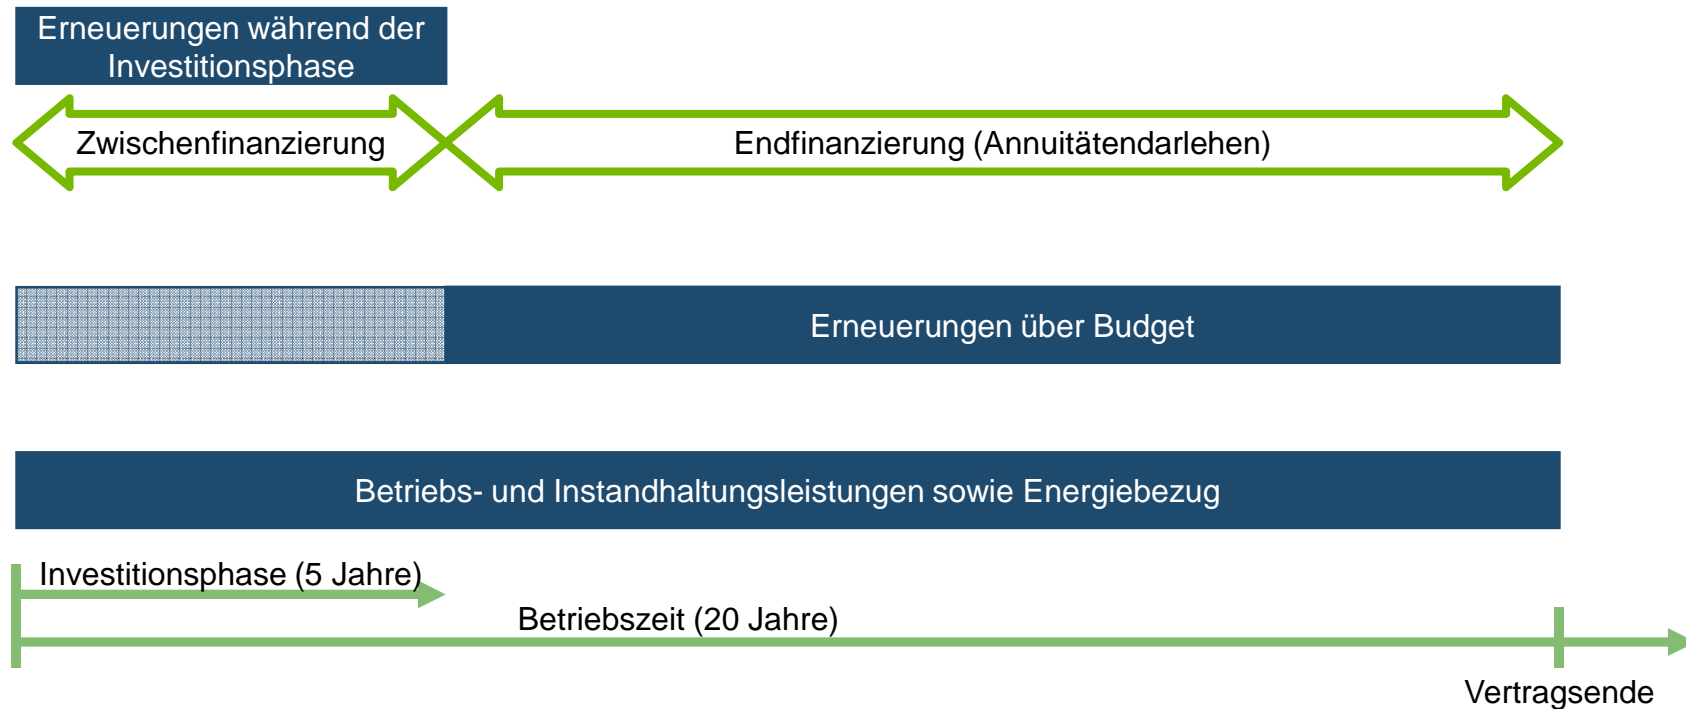 Erneuerungen während der
Investitionsphase
Zwischenfinanzierung
Endfinanzierung (Annuitätendarlehen)
Erneuerungen über Budget
Betriebs- und Instandhaltungsleistungen sowie Energiebezug
Investitionsphase (5 Jahre)
Betriebszeit (20 Jahre)
Vertragsende